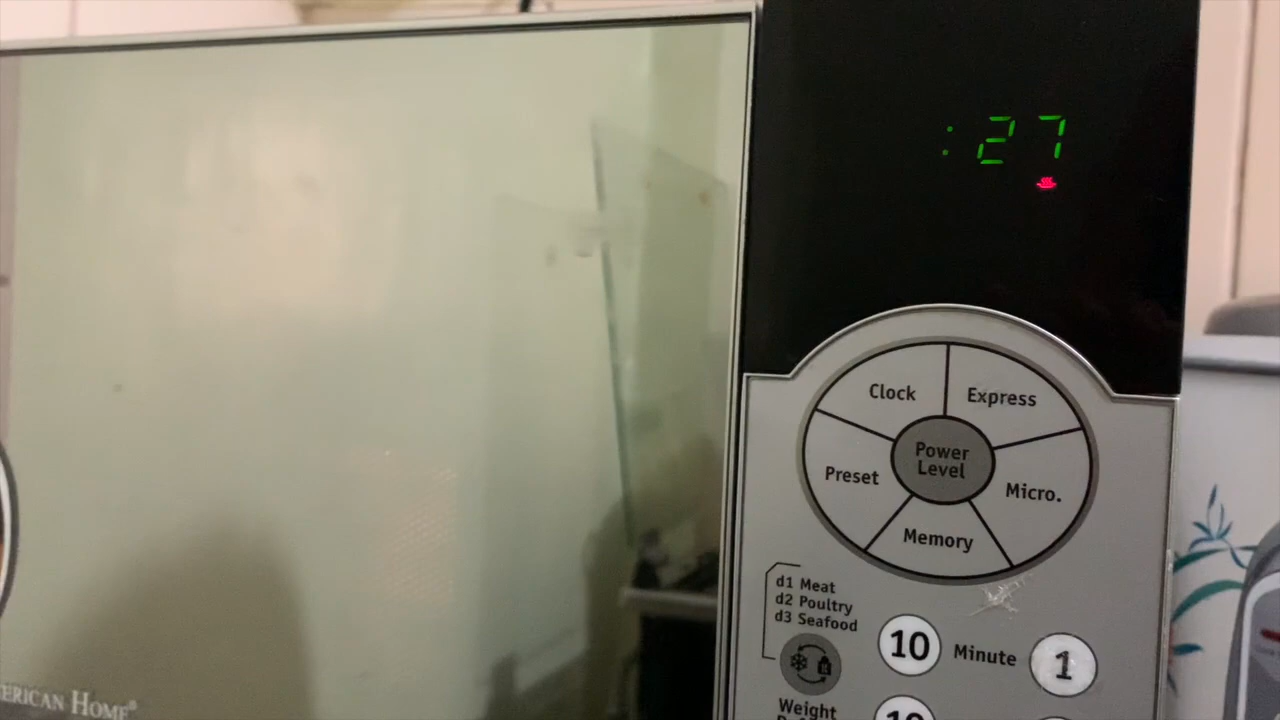 :27
Clock
Express
Power
Level
Preset
Micro.
Memory
d1 Meat
d2 Poultry
d3 Seafood
10 Minute 1
Weight
10
ERICAN HOME®